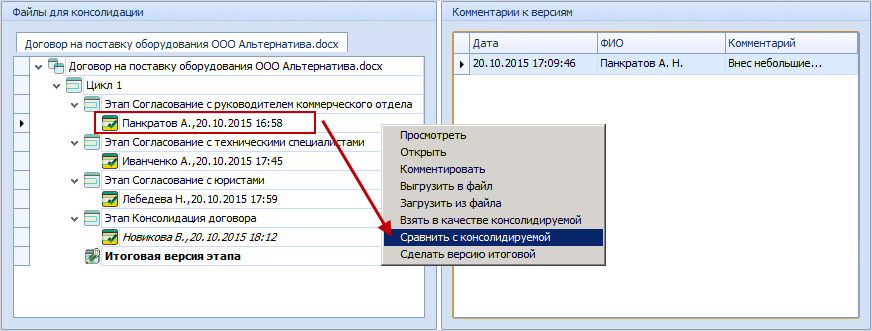 Файлы для консолидации
Договор на поставку оборудования ООО Альтернатива.docx
Договор на поставку оборудования ООО Альтернатива.docx
Цикл 1
Этап Согласование с руководителем коммерческого отдела
Панкратов А.,20.10.2015 16:58
Этап Согласование с техническими специалистами
Иванченко А.,20.10.2015 17:45
Этап Согласование с юристами
Лебедева Н.,20.10.2015 17:59
Этап Консолидация договора
Новикова В.,20.10.2015 18:12
Итоговая версия этапа
Просмотреть
Открыть
Комментировать
Выгрузить в файл
Загрузить из файла
Взять в качестве консолидируемой
Сравнить с консолидируемой
Сделать версию итоговой
Комментарии к версиям
Дата ФИО Комментарий
20.10.2015 17:09:46 Панкратов А. Н. Внес небольшие...